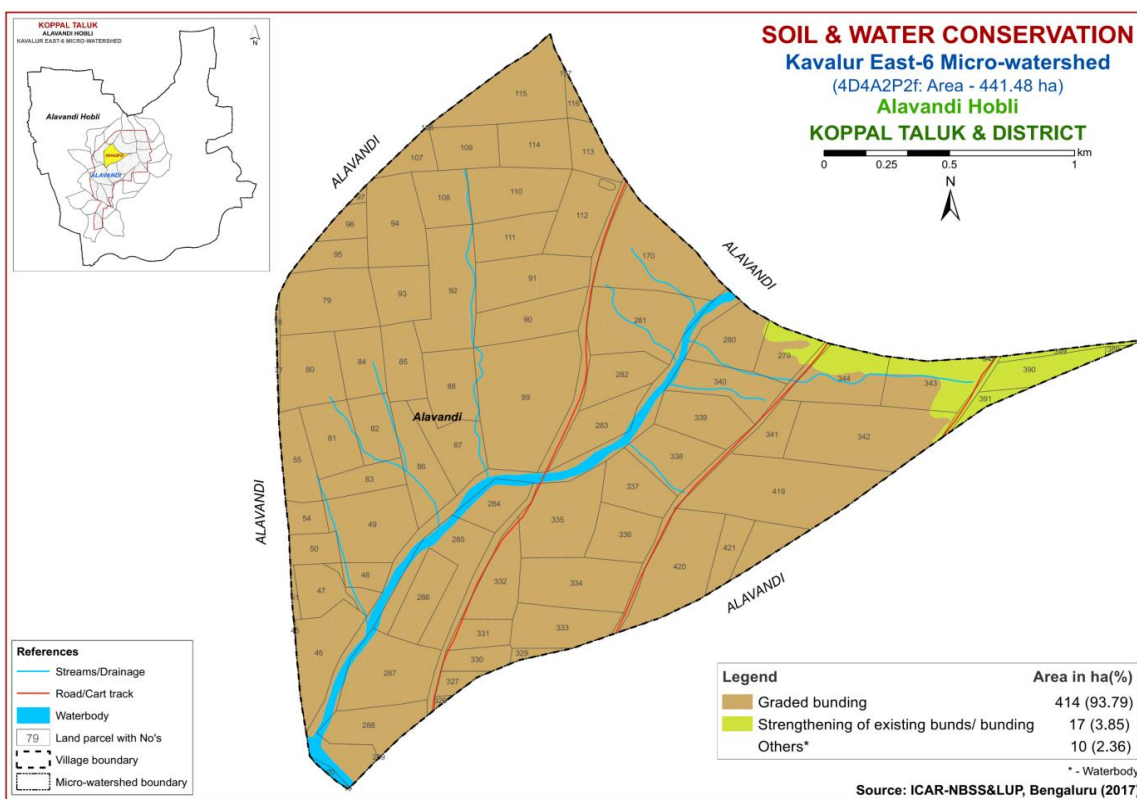 KOPPAL TALUK
ALAVANDI HOBLI
KAVALUR EAST-6 MICRO-WATERSHED
N
Alavandi Hobli
4D4A2P2f
ALAVANDI
SOIL & WATER CONSERVATION
Kavalur East-6 Micro-watershed
(4D4A2P2f: Area - 441.48 ha)
Alavandi Hobli
KOPPAL TALUK & DISTRICT
0 0.25 0.5 1 km
N
ALAVANDI
ALAVANDI
ALAVANDI
ALAVANDI
Alavandi
115
116
109
114
113
107
108
110
112
94
96
95
111
170
79
93
92
91
90
281
280
279
80
84
85
88
89
282
340
344
343
390
391
81
82
87
283
339
341
342
55
83
86
338
54
49
284
337
419
50
285
335
336
421
48
47
286
332
334
420
46
331
333
330
329
287
327
288
References
Streams/Drainage
Road/Cart track
Waterbody
79 Land parcel with No's
Village boundary
Micro-watershed boundary
Legend Area in ha(%)
Graded bunding 414 (93.79)
Strengthening of existing bunds/ bunding 17 (3.85)
Others* 10 (2.36)
* - Waterbody
Source: ICAR-NBSS&LUP, Bengaluru (2017)